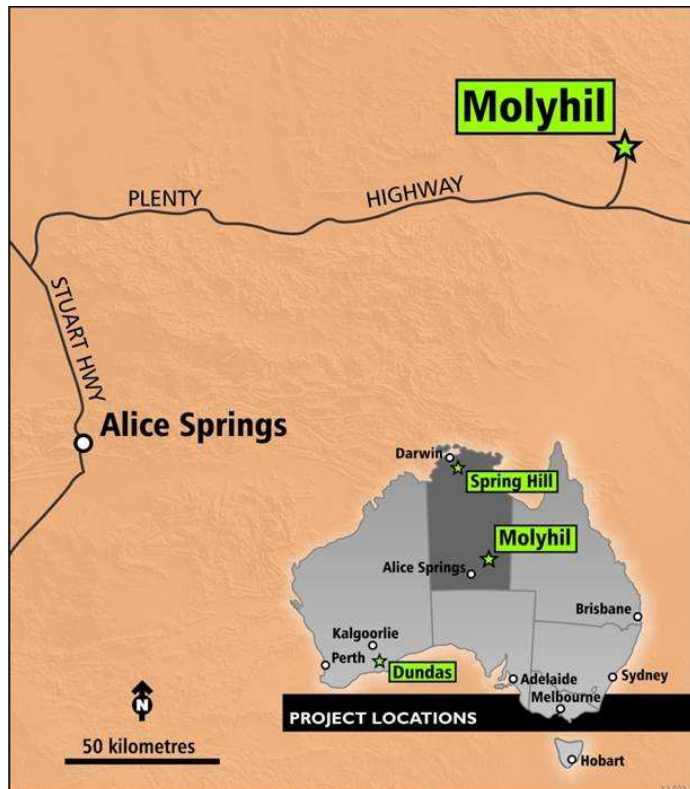 Molyhil
PLENTY
HIGHWAY
STUART HWY
Alice Springs
Darwin
Spring Hill
Molyhil
Alice Springs
Brisbane
Kalgoorlie
Perth
Dundas
Adelaide
Sydney
Melbourne
N
PROJECT LOCATIONS
50 kilometres
Hobart